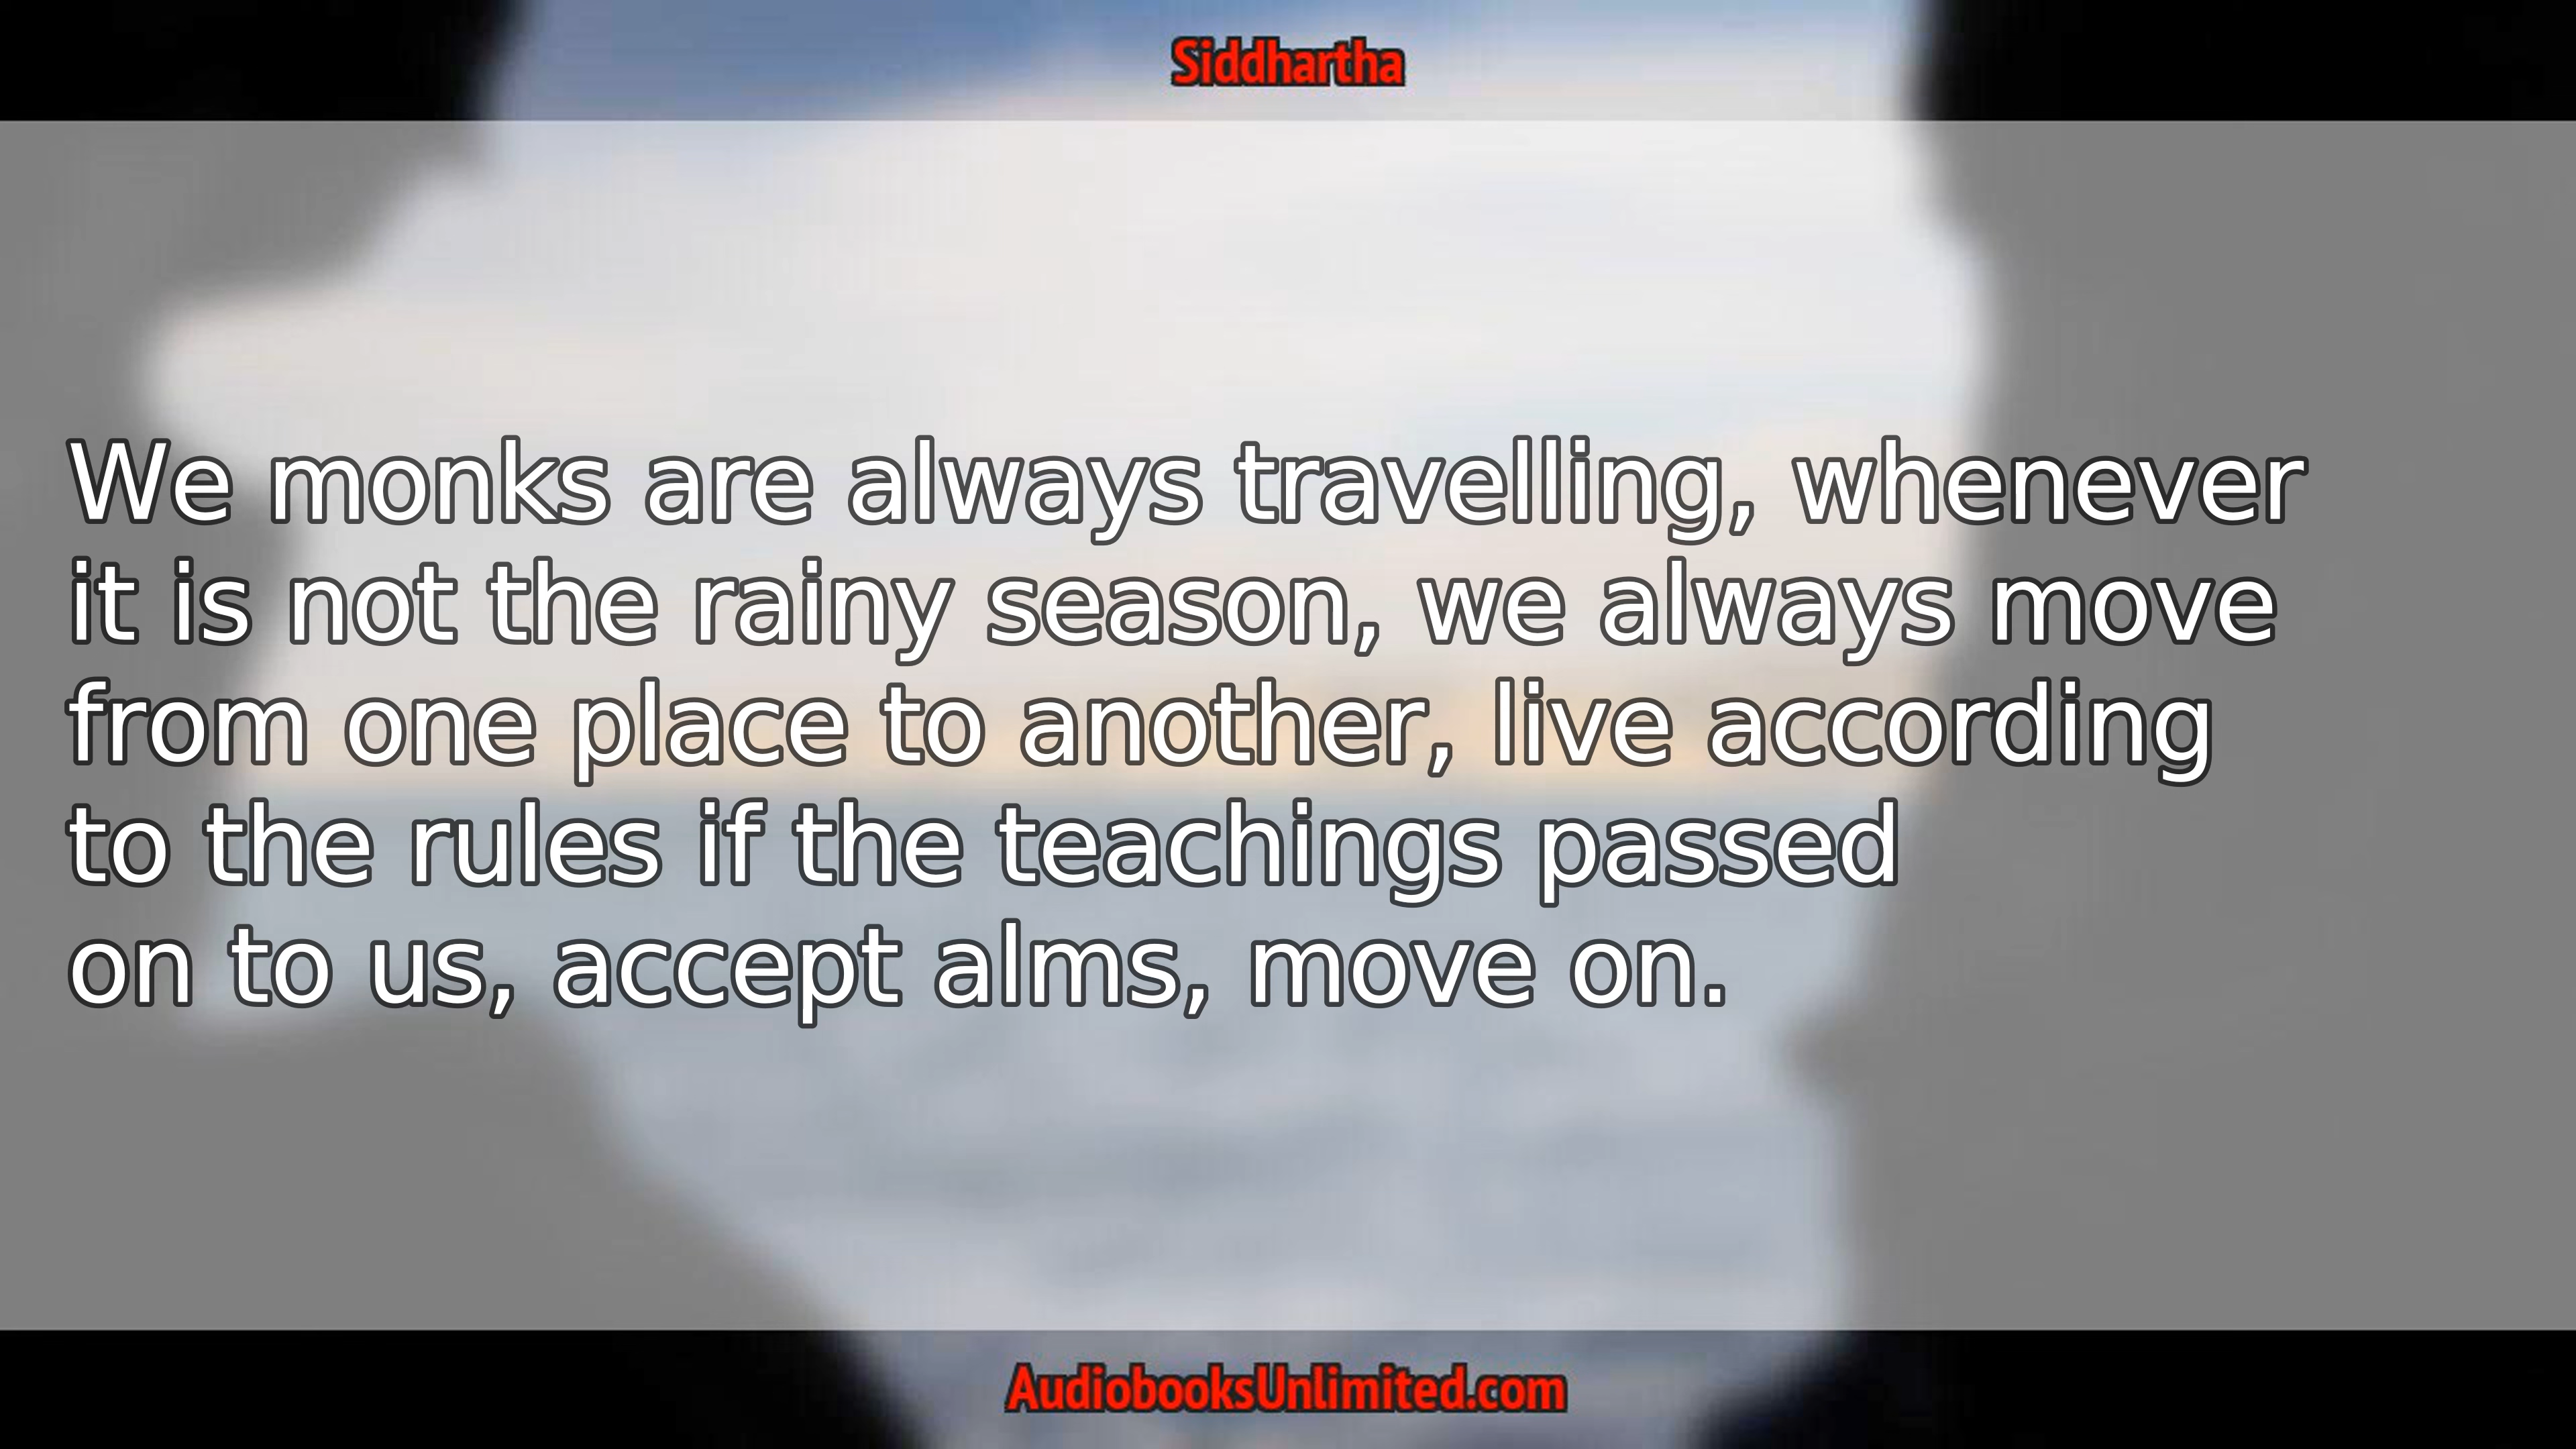 Siddhartha
We monks are always travelling, whenever
it is not the rainy season, we always move
from one place to another, live according
to the rules if the teachings passed
on to us, accept alms, move on.
AudiobooksUnlimited.com